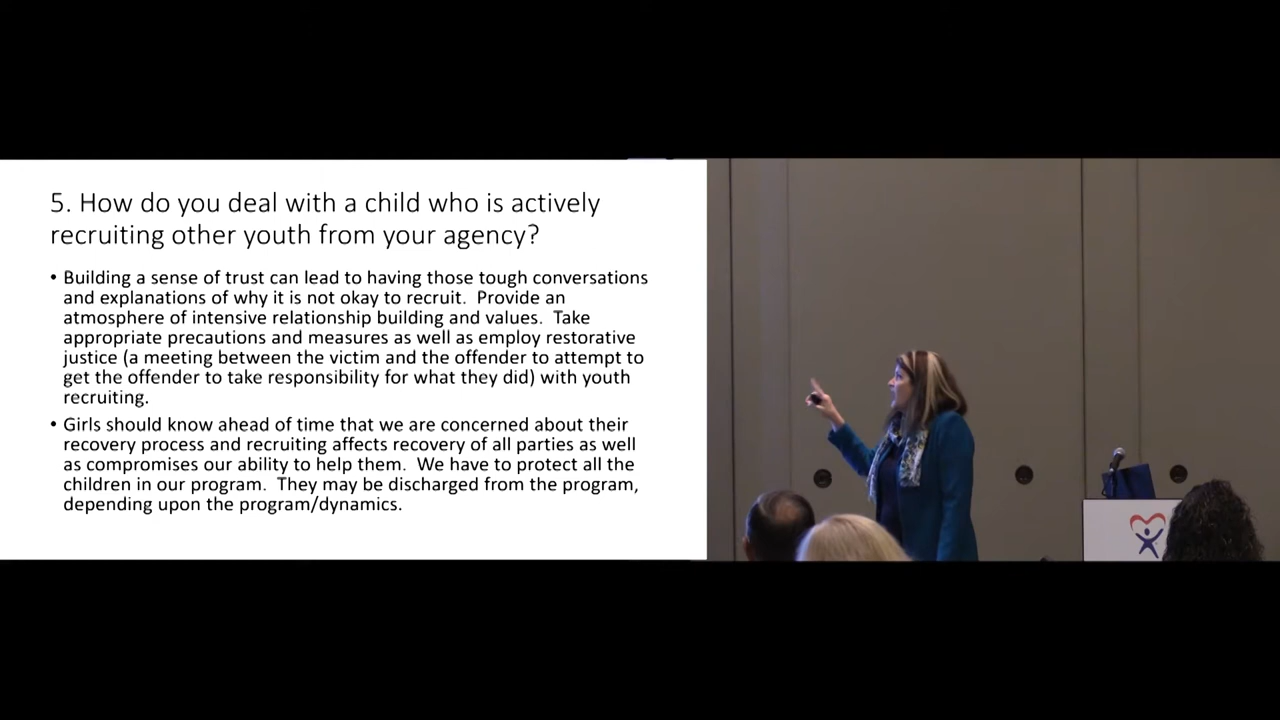 5. How do you deal with a child who is actively
recruiting other youth from your agency?
• Building a sense of trust can lead to having those tough conversations
and explanations of why it is not okay to recruit.  Provide an
atmosphere of intensive relationship building and values.  Take
appropriate precautions and measures as well as employ restorative
justice (a meeting between the victim and the offender to attempt to
get the offender to take responsibility for what they did) with youth
recruiting.
• Girls should know ahead of time that we are concerned about their
recovery process and recruiting affects recovery of all parties as well
as compromises our ability to help them.  We have to protect all the
children in our program.  They may be discharged from the program,
depending upon the program/dynamics.